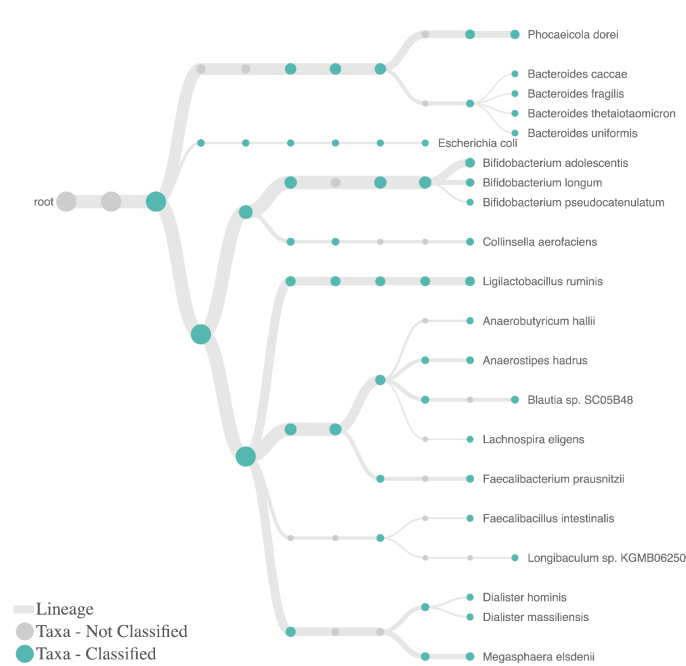 Phocaeicola dorei
Bacteroides caccae
Bacteroides fragilis
Bacteroides thetaiotaomicron
Bacteroides uniformis
Escherichia coli
Bifidobacterium adolescentis
Bifidobacterium longum
root
Bifidobacterium pseudocatenulatum
Collinsella aerofaciens
Ligilactobacillus ruminis
Anaerobutyricum hallii
Anaerostipes hadrus
Blautia sp. SC05B48
Lachnospira eligens
Faecalibacterium prausnitzii
Faecalibacillus intestinalis
Longibaculum sp. KGMB06250
Dialister hominis
Dialister massiliensis
Megasphaera elsdenii
Lineage
Taxa - Not Classified
Taxa - Classified